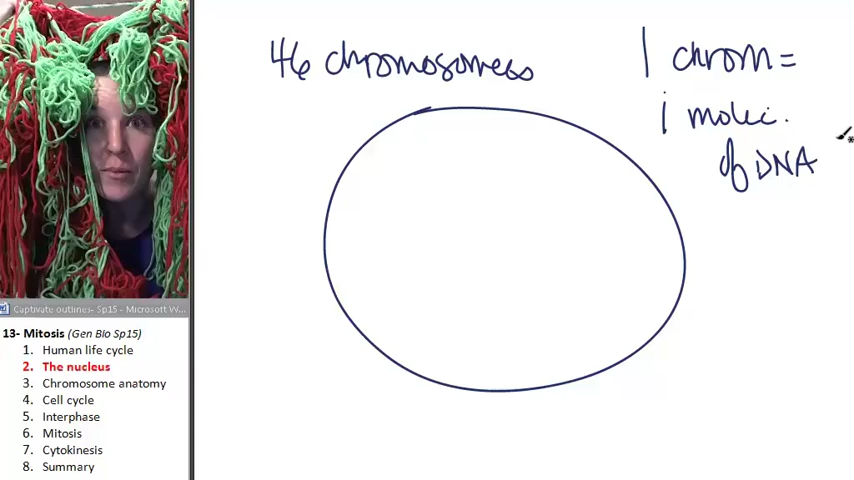 46 chromosomes
1 chrom =
1 molec.
of DNA
Captivate outlines- Sp15 - Microsoft W...
13- Mitosis (Gen Bio Sp15)
1. Human life cycle
2. The nucleus
3. Chromosome anatomy
4. Cell cycle
5. Interphase
6. Mitosis
7. Cytokinesis
8. Summary